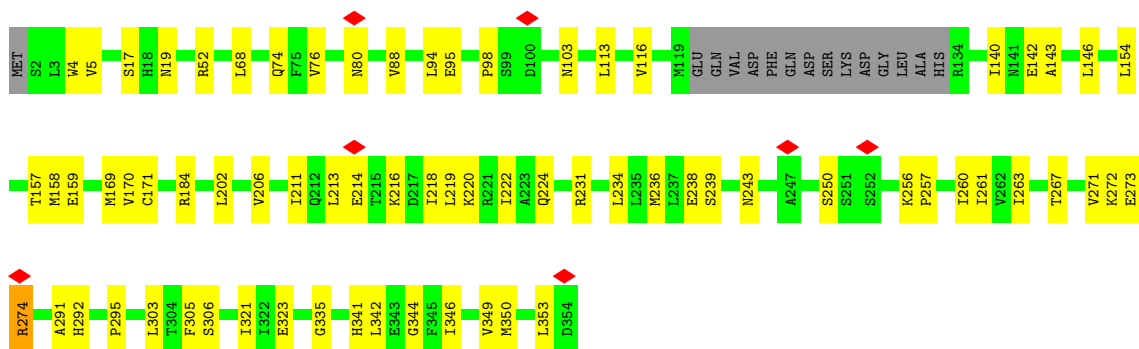 MET S2 L3 W4 V5 S17 H18 N19 R52 L68 Q74 F75 V76 N80 V88 L94 E95 P98 S99 D100 N103 L113 V116 M119 GLU GLN VAL ASP PHE GLN ASP SER LYS ASP GLY LEU ALA HIS R134 I140 N141 E142 A143 L146 L154
T157 M158 E159 M169 V170 C171 R184 L202 V206 I211 Q212 L213 E214 T215 K216 D217 I218 L219 K220 R221 I222 A223 Q224 R231 L234 L235 M236 L237 E238 S239 N243 A247 S250 S251 S252 K256 P257 I260 I261 V262 I263 T267 V271 K272 E273
R274 A291 H292 P295 L303 T304 F305 S306 I321 I322 E323 G335 H341 L342 E343 G344 F345 I346 V349 M350 L353 D354